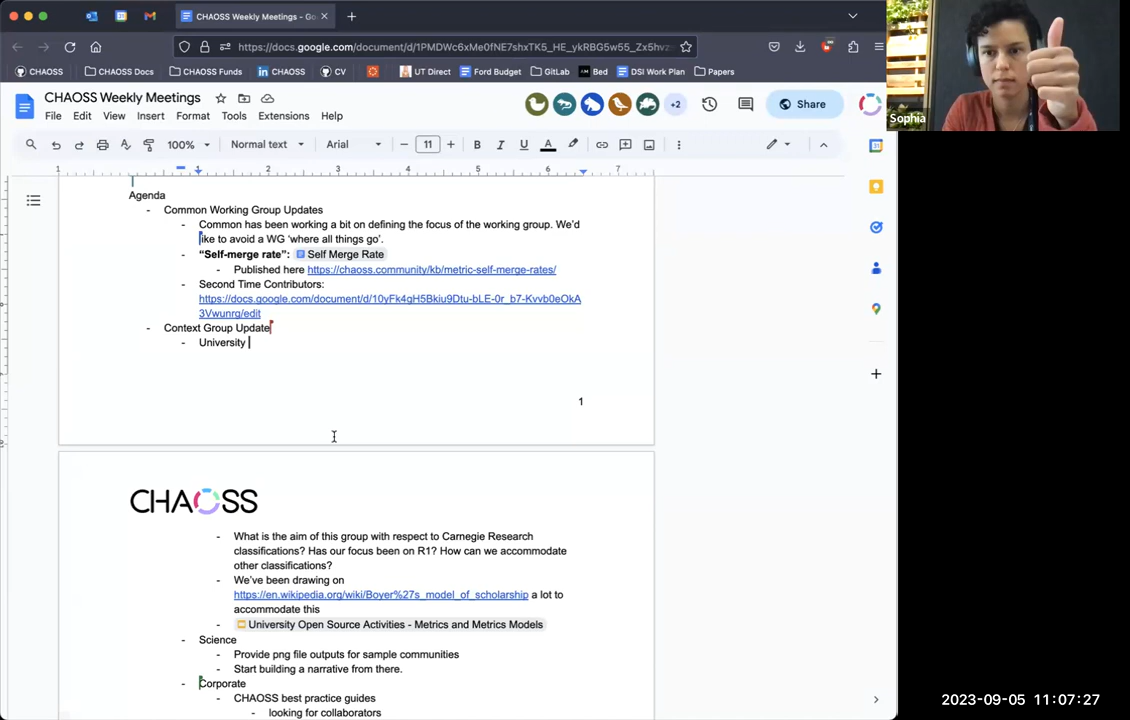 CHAOSS Weekly Meetings - Go
https://docs.google.com/document/d/1PMDWc6xMe0fNE7shxTK5_HE_ykRBG5w55_Zx5hvz
CHAOSS
CHAOSS Docs
CHAOSS Funds
CHAOSS
CV
UT Direct
Ford Budget
GitLab
Bed
DSI Work Plan
Papers
CHAOSS Weekly Meetings
File Edit View Insert Format Tools Extensions Help
+2
Share
Sophia
100% Normal text Arial 11
1 1 2 3 4 5 6 7
Agenda
- Common Working Group Updates
- Common has been working a bit on defining the focus of the working group. We'd
like to avoid a WG 'where all things go'.
- “Self-merge rate”: Self Merge Rate
- Published here https://chaoss.community/kb/metric-self-merge-rates/
- Second Time Contributors:
https://docs.google.com/document/d/10yFk4gH5Bkiu9Dtu-bLE-0r_b7-Kvvb0eOkA
3Vwunrg/edit
- Context Group Update
- University
1
CHAOSS
- What is the aim of this group with respect to Carnegie Research
classifications? Has our focus been on R1? How can we accommodate
other classifications?
- We've been drawing on
https://en.wikipedia.org/wiki/Boyer%27s_model_of_scholarship a lot to
accommodate this
- University Open Source Activities - Metrics and Metrics Models
- Science
- Provide png file outputs for sample communities
- Start building a narrative from there.
- Corporate
- CHAOSS best practice guides
- looking for collaborators
2023-09-05 11:07:27